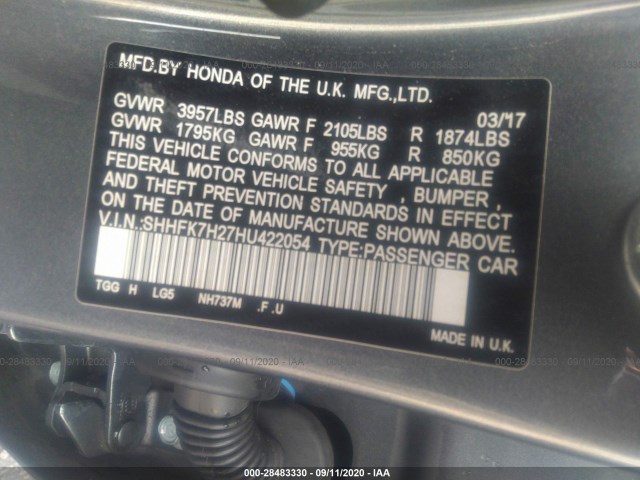 MFD.BY HONDA OF THE U.K. MFG.,LTD.
03/17
GVWR 3957LBS GAWR F 2105LBS R 1874LBS
GVWR 1795KG GAWR F 955KG R 850KG
THIS VEHICLE CONFORMS TO ALL APPLICABLE
FEDERAL MOTOR VEHICLE SAFETY , BUMPER ,
AND THEFT PREVENTION STANDARDS IN EFFECT
ON THE DATE OF MANUFACTURE SHOWN ABOVE.
V.I.N.:SHHFK7H27HU422054 TYPE:PASSENGER CAR
TGG H LG5 NH737M .F.U
MADE IN U.K.
000-28483330 - 09/11/2020 - IAA